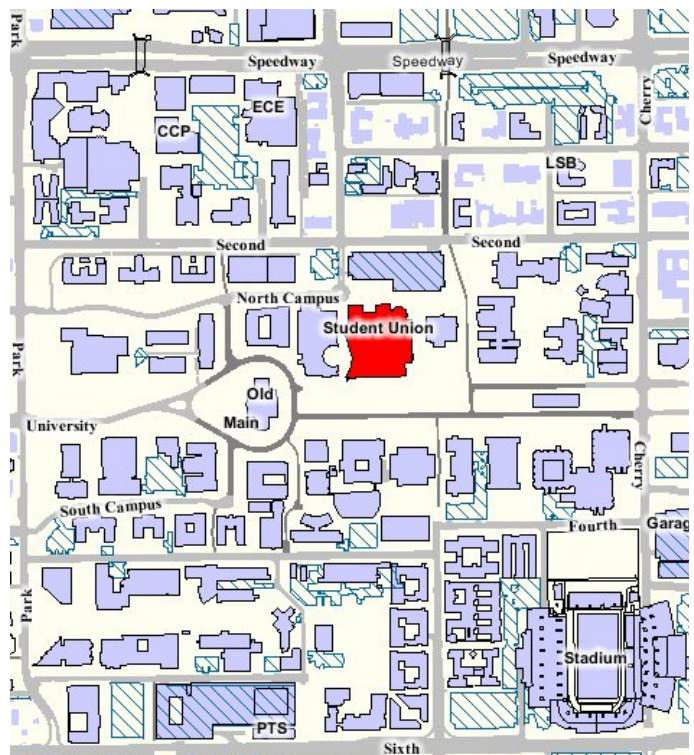 Park
Speedway
Speedway
Speedway
Cherry
ECE
CCP
LSB
Second
Second
North Campus
Student Union
Park
Old
Main
University
Cherry
South Campus
Fourth
Garag
Park
Stadium
PTS
Sixth